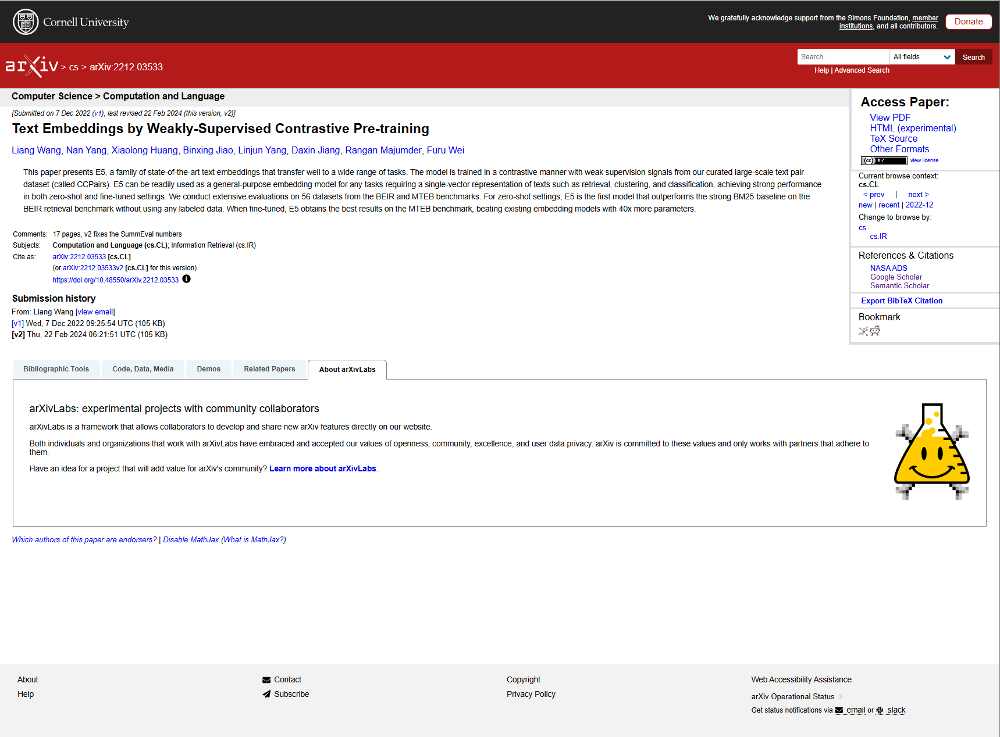 Cornell University
We gratefully acknowledge support from the Simons Foundation, member
institutions, and all contributors.
Donate
arXiv > cs > arXiv:2212.03533
Search...
All fields
Search
Help | Advanced Search
Computer Science > Computation and Language
[Submitted on 7 Dec 2022 (v1), last revised 22 Feb 2024 (this version, v2)]
Text Embeddings by Weakly-Supervised Contrastive Pre-training
Liang Wang, Nan Yang, Xiaolong Huang, Binxing Jiao, Linjun Yang, Daxin Jiang, Rangan Majumder, Furu Wei
This paper presents E5, a family of state-of-the-art text embeddings that transfer well to a wide range of tasks. The model is trained in a contrastive manner with weak supervision signals from our curated large-scale text pair
dataset (called CCPairs). E5 can be readily used as a general-purpose embedding model for any tasks requiring a single-vector representation of texts such as retrieval, clustering, and classification, achieving strong performance
in both zero-shot and fine-tuned settings. We conduct extensive evaluations on 56 datasets from the BEIR and MTEB benchmarks. For zero-shot settings, E5 is the first model that outperforms the strong BM25 baseline on the
BEIR retrieval benchmark without using any labeled data. When fine-tuned, E5 obtains the best results on the MTEB benchmark, beating existing embedding models with 40x more parameters.
Comments: 17 pages, v2 fixes the SummEval numbers
Subjects: Computation and Language (cs.CL); Information Retrieval (cs.IR)
Cite as: arXiv:2212.03533 [cs.CL]
(or arXiv:2212.03533v2 [cs.CL] for this version)
https://doi.org/10.48550/arXiv.2212.03533
Submission history
From: Liang Wang [view email]
[v1] Wed, 7 Dec 2022 09:25:54 UTC (105 KB)
[v2] Thu, 22 Feb 2024 06:21:51 UTC (105 KB)
Access Paper:
View PDF
HTML (experimental)
TeX Source
Other Formats
(cc) BY view license
Current browse context:
cs.CL
< prev | next >
new | recent | 2022-12
Change to browse by:
cs
cs.IR
References & Citations
NASA ADS
Google Scholar
Semantic Scholar
Export BibTeX Citation
Bookmark
Bibliographic Tools
Code, Data, Media
Demos
Related Papers
About arXivLabs
arXivLabs: experimental projects with community collaborators
arXivLabs is a framework that allows collaborators to develop and share new arXiv features directly on our website.
Both individuals and organizations that work with arXivLabs have embraced and accepted our values of openness, community, excellence, and user data privacy. arXiv is committed to these values and only works with partners that adhere to
them.
Have an idea for a project that will add value for arXiv's community? Learn more about arXivLabs.
Which authors of this paper are endorsers? | Disable MathJax (What is MathJax?)
About
Help
Contact
Subscribe
Copyright
Privacy Policy
Web Accessibility Assistance
arXiv Operational Status
Get status notifications via email or slack